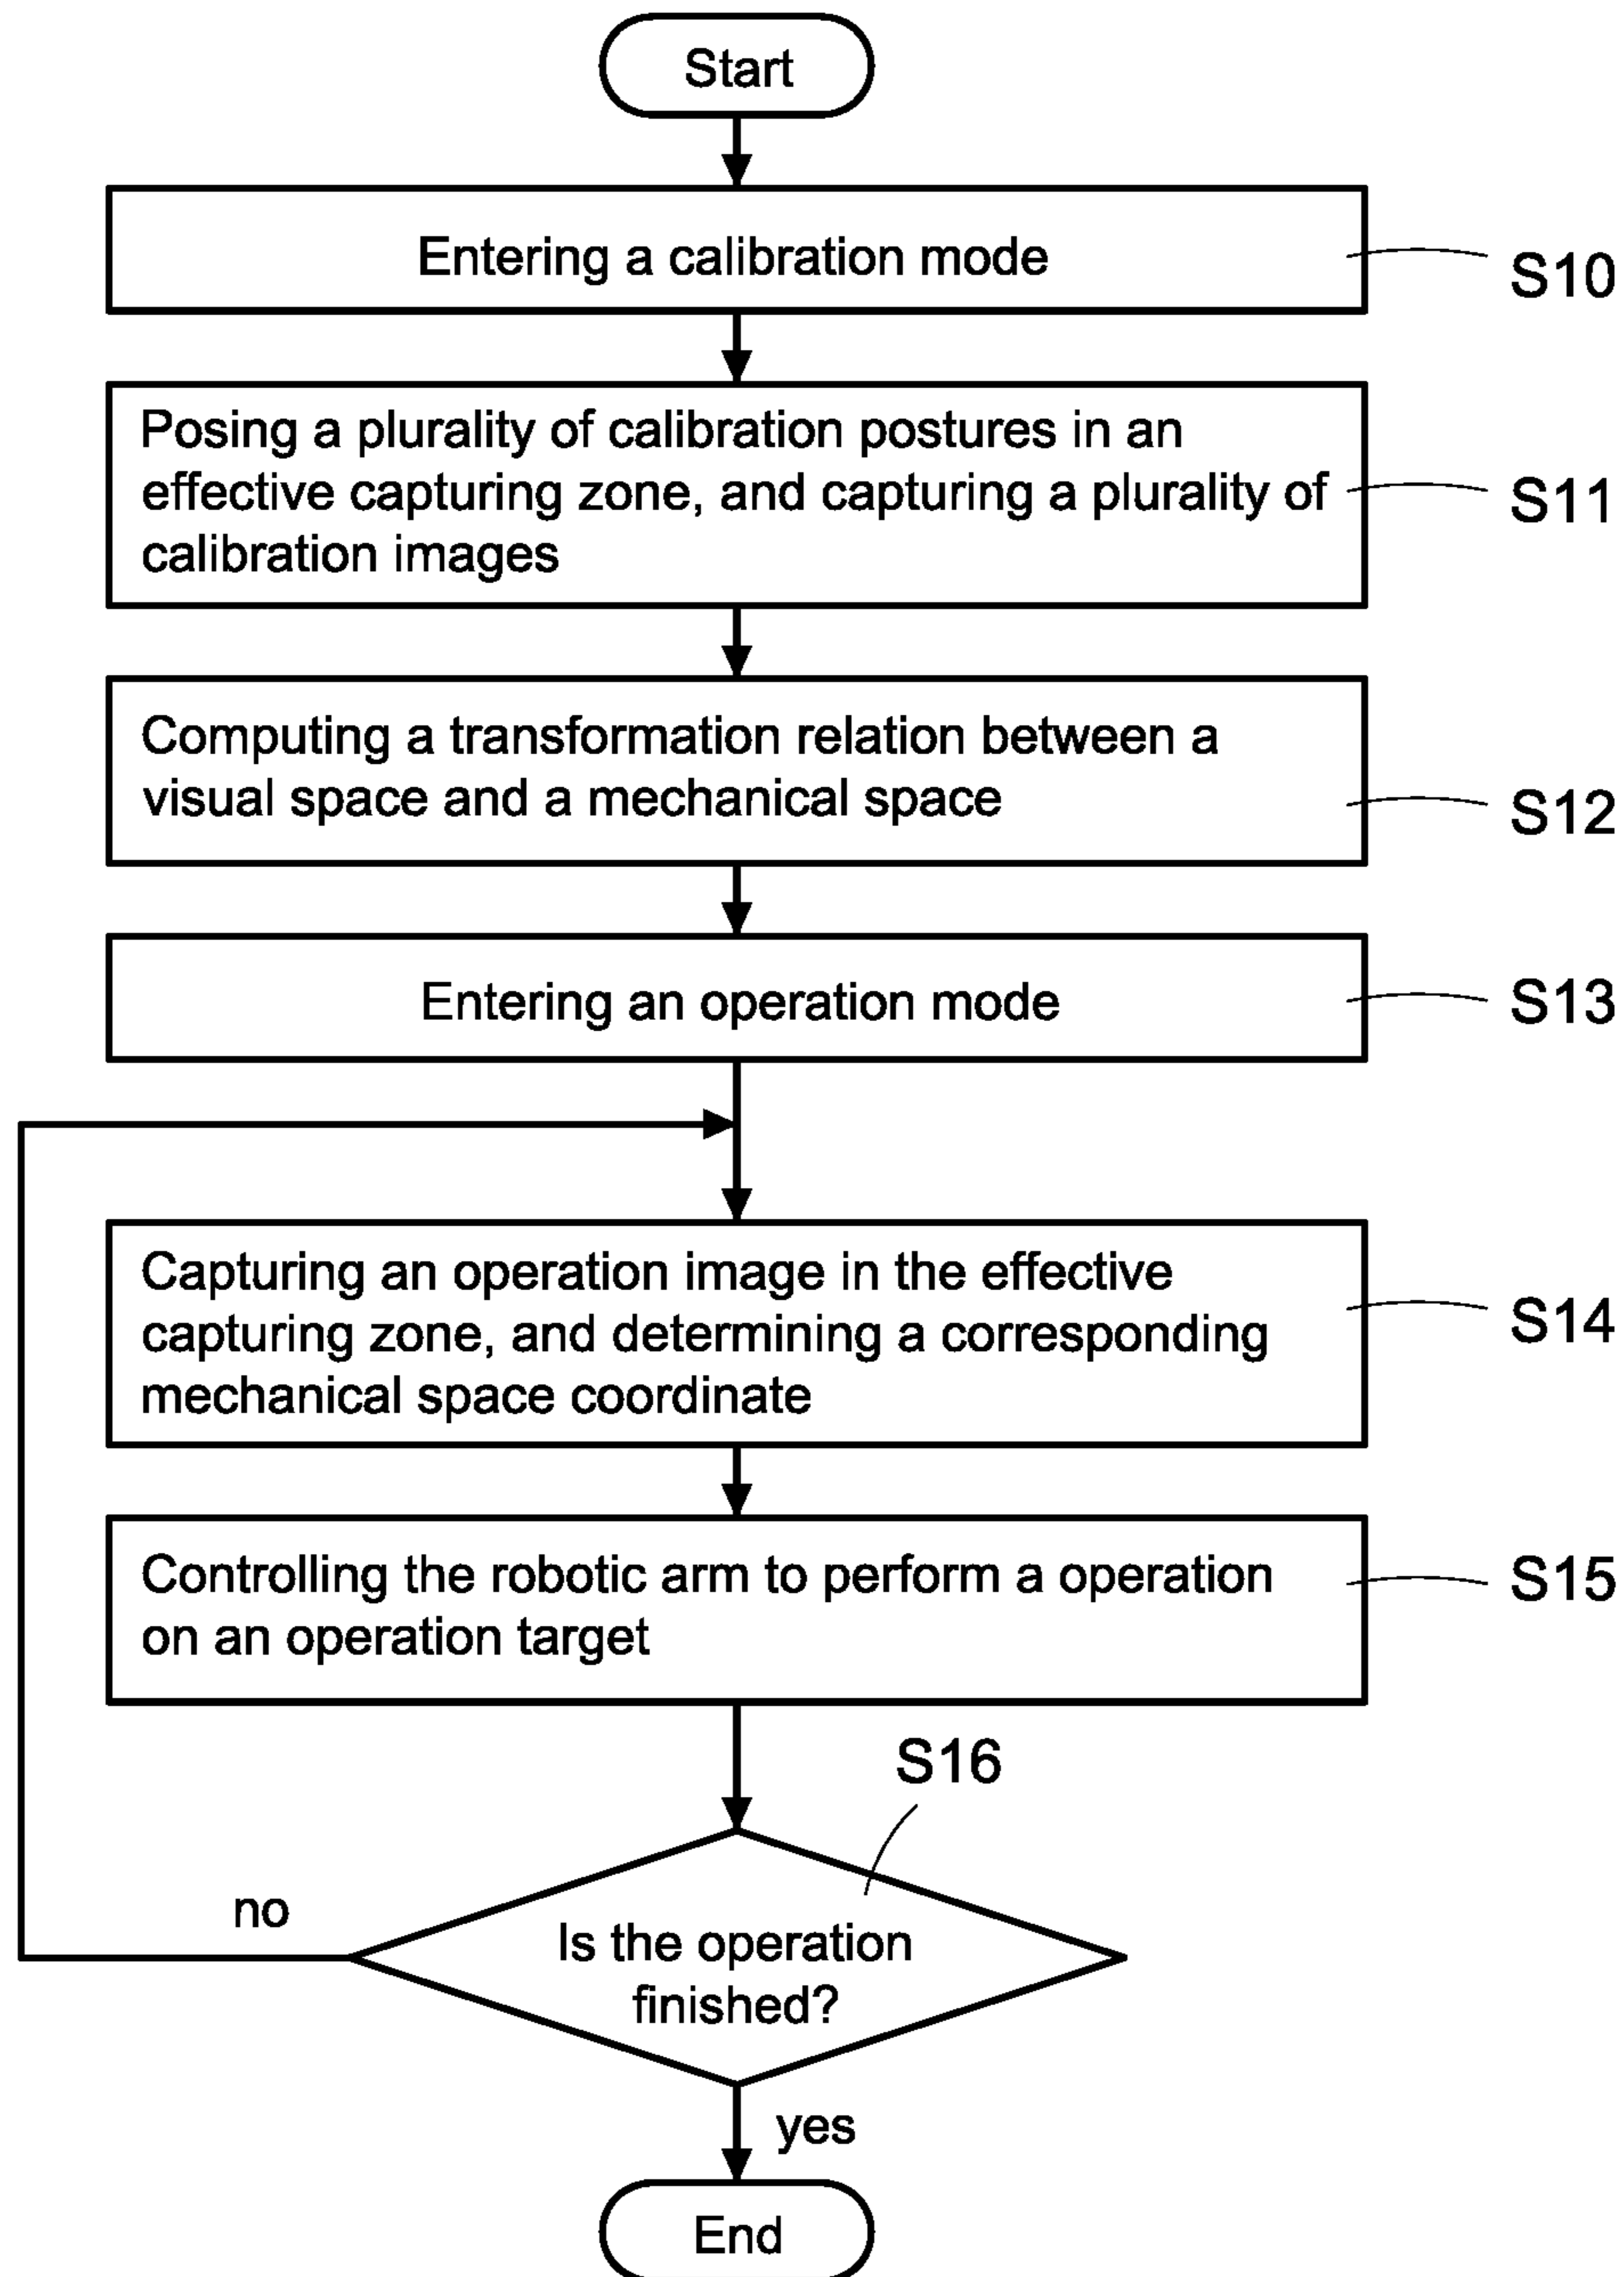 Start
Entering a calibration mode
S10
Posing a plurality of calibration postures in an
effective capturing zone, and capturing a plurality of
calibration images
S11
Computing a transformation relation between a
visual space and a mechanical space
S12
Entering an operation mode
S13
Capturing an operation image in the effective
capturing zone, and determining a corresponding
mechanical space coordinate
S14
Controlling the robotic arm to perform a operation
on an operation target
S15
S16
no
Is the operation
finished?
yes
End